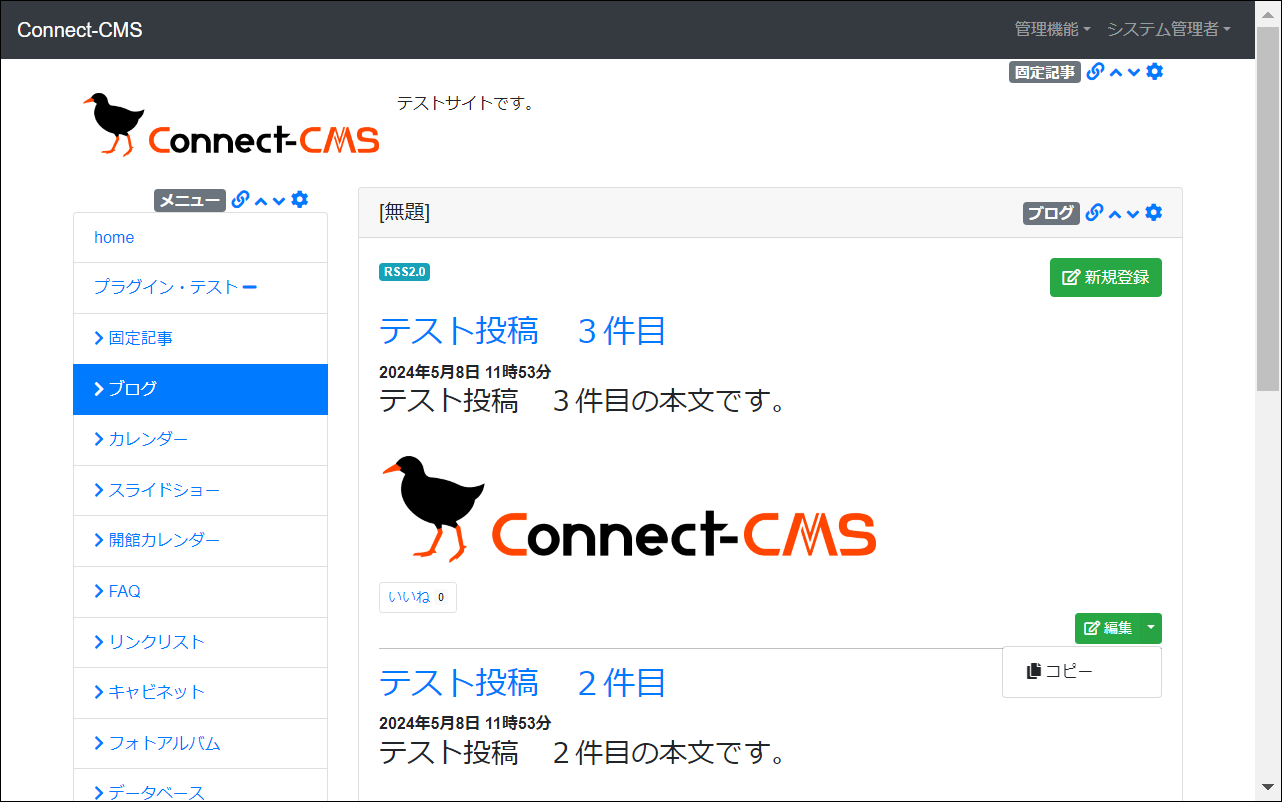 Connect-CMS
管理機能
システム管理者
固定記事
Connect-CMS
テストサイトです。
メニュー
home
プラグイン・テスト
固定記事
ブログ
カレンダー
スライドショー
開館カレンダー
FAQ
リンクリスト
キャビネット
フォトアルバム
データベース
[無題]
ブログ
RSS2.0
新規登録
テスト投稿　３件目
2024年5月8日 11時53分
テスト投稿　３件目の本文です。
Connect-CMS
いいね 0
編集
コピー
テスト投稿　２件目
2024年5月8日 11時53分
テスト投稿　２件目の本文です。